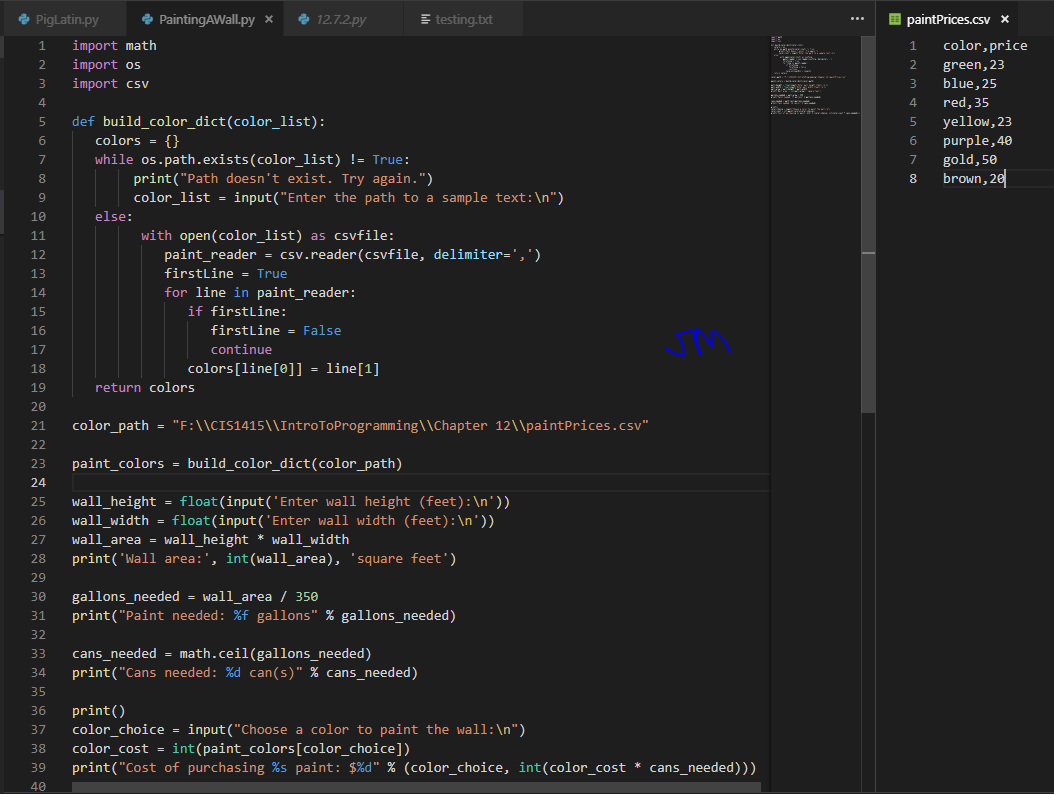 PigLatin.py PaintingAWall.py × 12.7.2.py testing.txt ··· paintPrices.csv ×
1 import math
2 import os
3 import csv
4
5 def build_color_dict(color_list):
6 colors = {}
7 while os.path.exists(color_list) != True:
8 print("Path doesn't exist. Try again.")
9 color_list = input("Enter the path to a sample text:\n")
10 else:
11 with open(color_list) as csvfile:
12 paint_reader = csv.reader(csvfile, delimiter=',')
13 firstLine = True
14 for line in paint_reader:
15 if firstLine:
16 firstLine = False
17 continue
18 colors[line[0]] = line[1]
19 return colors
20
21 color_path = "F:\\CIS1415\\IntroToProgramming\\Chapter 12\\paintPrices.csv"
22
23 paint_colors = build_color_dict(color_path)
24
25 wall_height = float(input('Enter wall height (feet):\n'))
26 wall_width = float(input('Enter wall width (feet):\n'))
27 wall_area = wall_height * wall_width
28 print('Wall area:', int(wall_area), 'square feet')
29
30 gallons_needed = wall_area / 350
31 print("Paint needed: %f gallons" % gallons_needed)
32
33 cans_needed = math.ceil(gallons_needed)
34 print("Cans needed: %d can(s)" % cans_needed)
35
36 print()
37 color_choice = input("Choose a color to paint the wall:\n")
38 color_cost = int(paint_colors[color_choice])
39 print("Cost of purchasing %s paint: $%d" % (color_choice, int(color_cost * cans_needed)))
40
JM
1 color,price
2 green,23
3 blue,25
4 red,35
5 yellow,23
6 purple,40
7 gold,50
8 brown,20